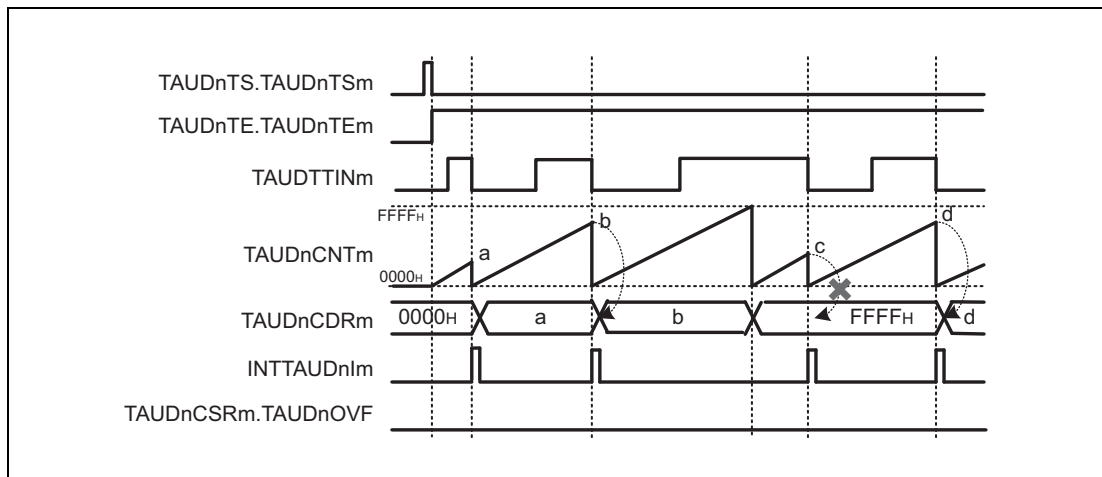 TAUDnTS.TAUDnTSm
TAUDnTE.TAUDnTEm
TAUDTTINm
FFFFH
b
d
TAUDnCNTm
a
c
0000H
TAUDnCDRm
0000H
a
b
FFFFH
d
INTTAUDnIm
TAUDnCSRm.TAUDnOVF